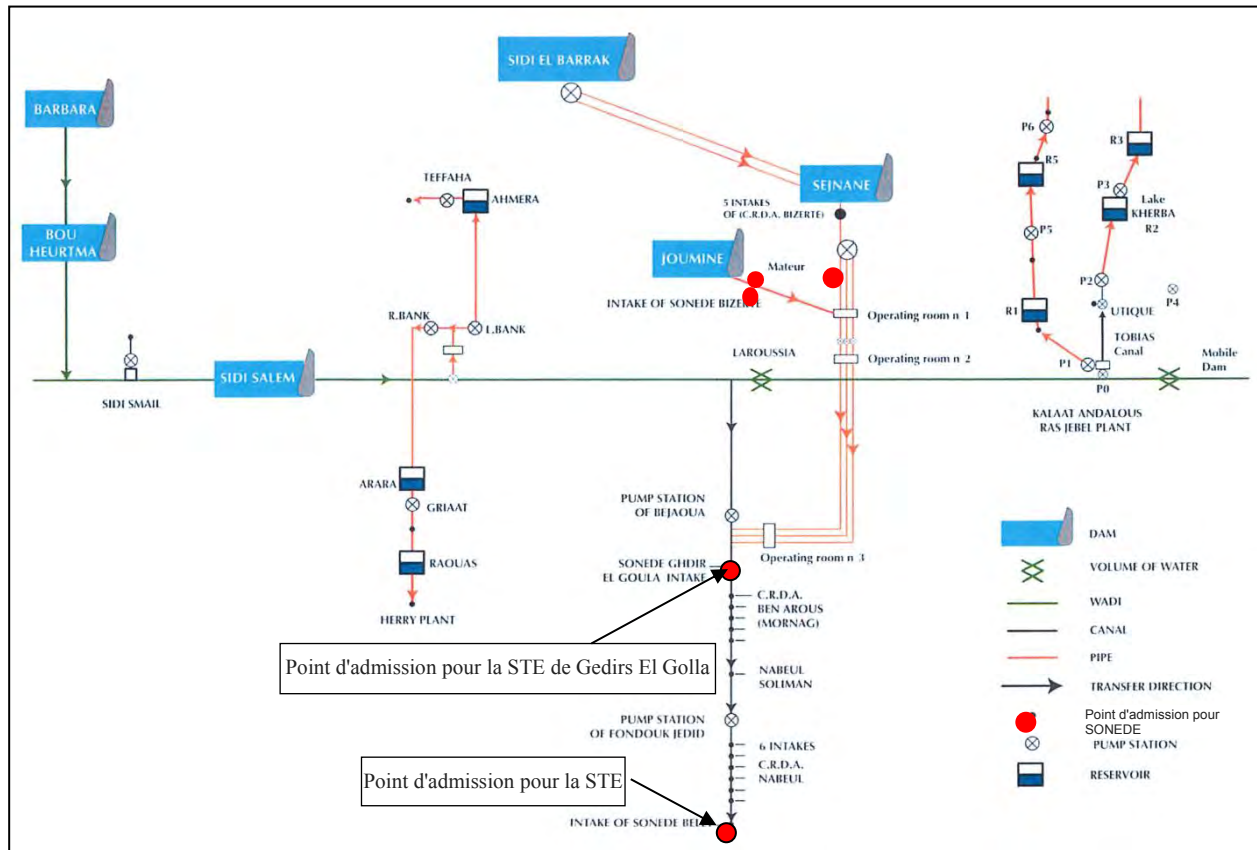 SIDI EL BARRAK
BARBARA
P6
R3
TEFFAHA
R5
SEJNANE
P3
AHMERA
Lake
KHERBA
R2
5 INTAKES
OF (C.R.D.A. BIZERTE)
BOU
HEURTMA
P5
JOUMINE
Mateur
P2
P4
INTAKE OF SONEDE BIZERTE
R.BANK
L.BANK
Operating room n 1
R1
UTIQUE
TOBIAS
Canal
LAROUSSIA
Operating room n 2
Mobile
Dam
P1
SIDI SALEM
P0
SIDI SMAIL
KALAAT ANDALOUS
RAS JEBEL PLANT
ARARA
GRIAAT
PUMP STATION
OF BEJAOUA
DAM
Operating room n 3
SONEDE GHDIR
EL GOULA INTAKE
RAOUAS
VOLUME OF WATER
C.R.D.A.
BEN AROUS
(MORNAG)
WADI
HERRY PLANT
CANAL
Point d'admission pour la STE de Gedirs El Golla
PIPE
NABEUL
SOLIMAN
TRANSFER DIRECTION
PUMP STATION
OF FONDOUK JEDID
Point d'admission pour
SONEDE
PUMP STATION
6 INTAKES
C.R.D.A.
NABEUL
RESERVOIR
Point d'admission pour la STE
INTAKE OF SONEDE